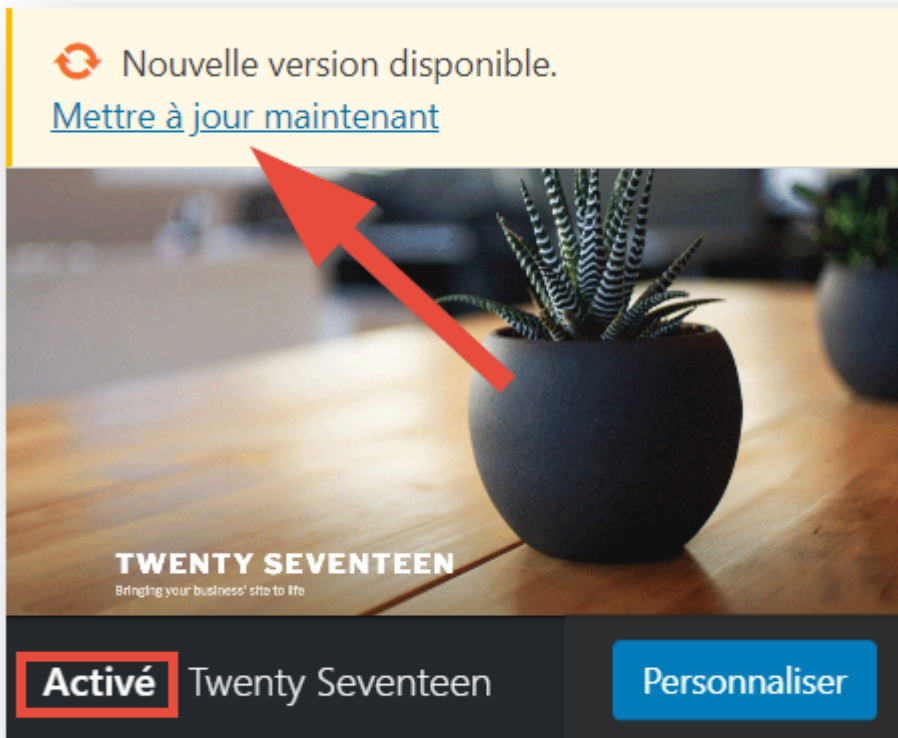 Nouvelle version disponible.
Mettre à jour maintenant
TWENTY SEVENTEEN
Bringing your business' site to life
Activé Twenty Seventeen Personnaliser